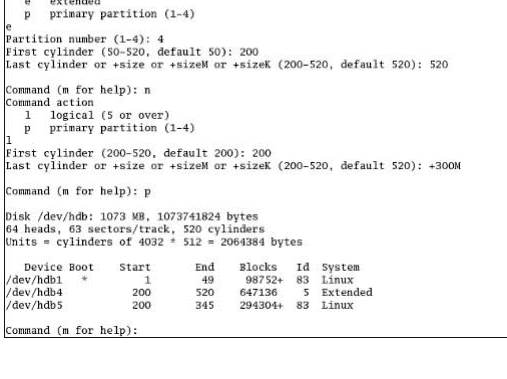 e extended
p primary partition (1-4)
e
Partition number (1-4): 4
First cylinder (50-520, default 50): 200
Last cylinder or +size or +sizeM or +sizeK (200-520, default 520): 520
Command (m for help): n
Command action
l logical (5 or over)
p primary partition (1-4)
l
First cylinder (200-520, default 200): 200
Last cylinder or +size or +sizeM or +sizeK (200-520, default 520): +300M
Command (m for help): p
Disk /dev/hdb: 1073 MB, 1073741824 bytes
64 heads, 63 sectors/track, 520 cylinders
Units = cylinders of 4032 * 512 = 2064384 bytes
Device Boot Start End Blocks Id System
/dev/hdb1 * 1 49 98752+ 83 Linux
/dev/hdb4 200 520 647136 5 Extended
/dev/hdb5 200 345 294304+ 83 Linux
Command (m for help):